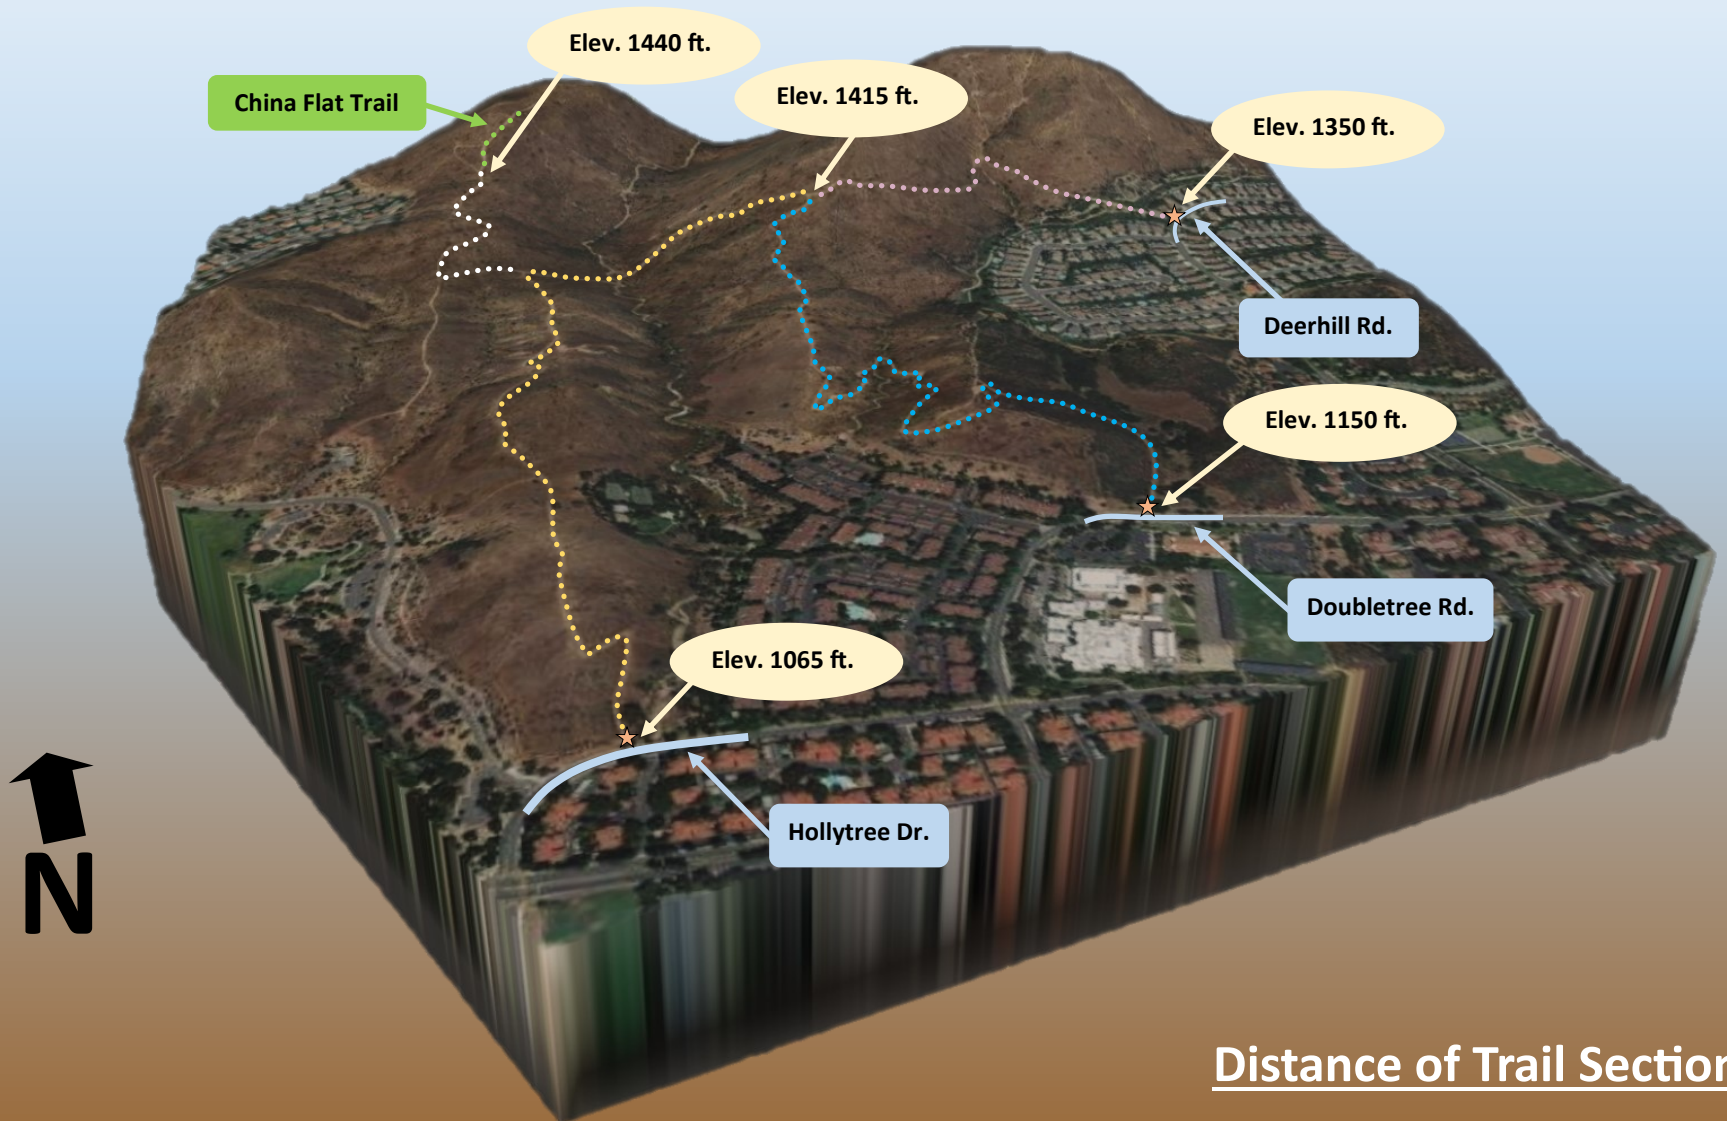 Elev. 1440 ft.
China Flat Trail
Elev. 1415 ft.
Elev. 1350 ft.
Deerhill Rd.
Elev. 1150 ft.
Doubletree Rd.
Elev. 1065 ft.
Hollytree Dr.
N
Distance of Trail Section